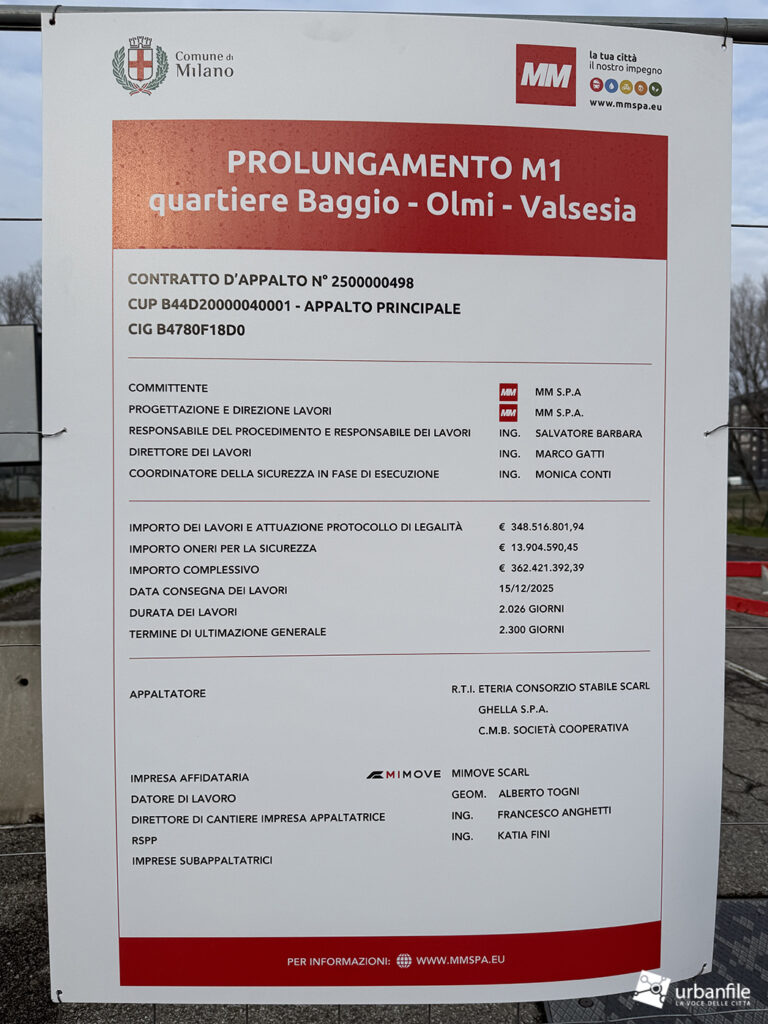 Comune di
Milano
MM
la tua città
il nostro impegno
www.mmspa.eu
PROLUNGAMENTO M1
quartiere Baggio - Olmi - Valsesia
CONTRATTO D'APPALTO N° 2500000498
CUP B44D20000040001 - APPALTO PRINCIPALE
CIG B4780F18D0
COMMITTENTE MM MM S.P.A
PROGETTAZIONE E DIREZIONE LAVORI MM MM S.P.A.
RESPONSABILE DEL PROCEDIMENTO E RESPONSABILE DEI LAVORI ING. SALVATORE BARBARA
DIRETTORE DEI LAVORI ING. MARCO GATTI
COORDINATORE DELLA SICUREZZA IN FASE DI ESECUZIONE ING. MONICA CONTI
IMPORTO DEI LAVORI E ATTUAZIONE PROTOCOLLO DI LEGALITÀ € 348.516.801,94
IMPORTO ONERI PER LA SICUREZZA € 13.904.590,45
IMPORTO COMPLESSIVO € 362.421.392,39
DATA CONSEGNA DEI LAVORI 15/12/2025
DURATA DEI LAVORI 2.026 GIORNI
TERMINE DI ULTIMAZIONE GENERALE 2.300 GIORNI
APPALTATORE R.T.I. ETERIA CONSORZIO STABILE SCARL
GHELLA S.P.A.
C.M.B. SOCIETÀ COOPERATIVA
IMPRESA AFFIDATARIA MIMOVE MIMOVE SCARL
DATORE DI LAVORO GEOM. ALBERTO TOGNI
DIRETTORE DI CANTIERE IMPRESA APPALTATRICE ING. FRANCESCO ANGHETTI
RSPP ING. KATIA FINI
IMPRESE SUBAPPALTATRICI
PER INFORMAZIONI: WWW.MMSPA.EU
urbanfile
LA VOCE DELLE CITTÀ